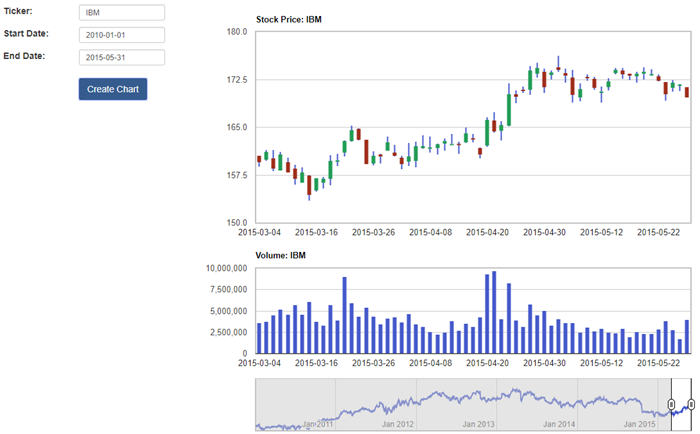 Ticker: IBM
Start Date: 2010-01-01
End Date: 2015-05-31
Create Chart
Stock Price: IBM
180.0
172.5
165.0
157.5
150.0
2015-03-04 2015-03-16 2015-03-26 2015-04-08 2015-04-20 2015-04-30 2015-05-12 2015-05-22
Volume: IBM
10,000,000
7,500,000
5,000,000
2,500,000
0
2015-03-04 2015-03-16 2015-03-26 2015-04-08 2015-04-20 2015-04-30 2015-05-12 2015-05-22
Jan 2011 Jan 2012 Jan 2013 Jan 2014 Jan 2015